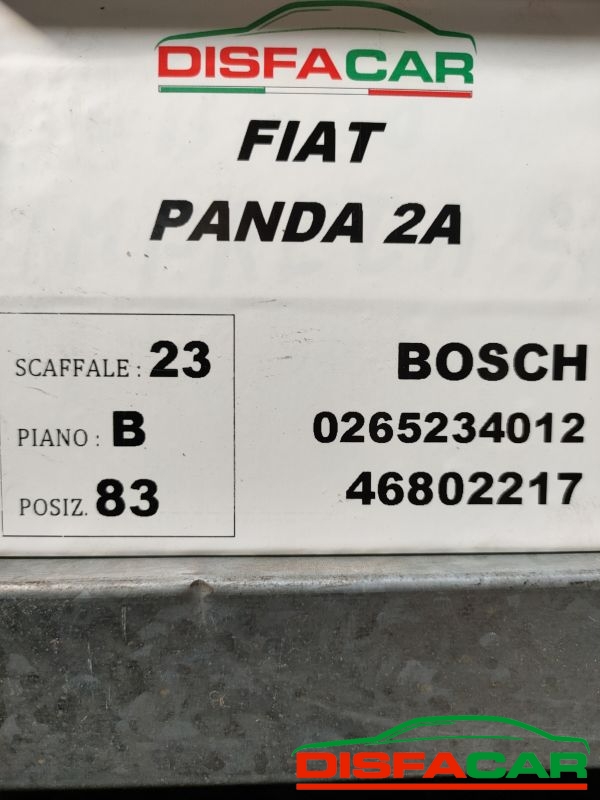 DISFACAR
FIAT
PANDA 2A
SCAFFALE : 23
PIANO : B
POSIZ. 83
BOSCH
0265234012
46802217
DISFACAR